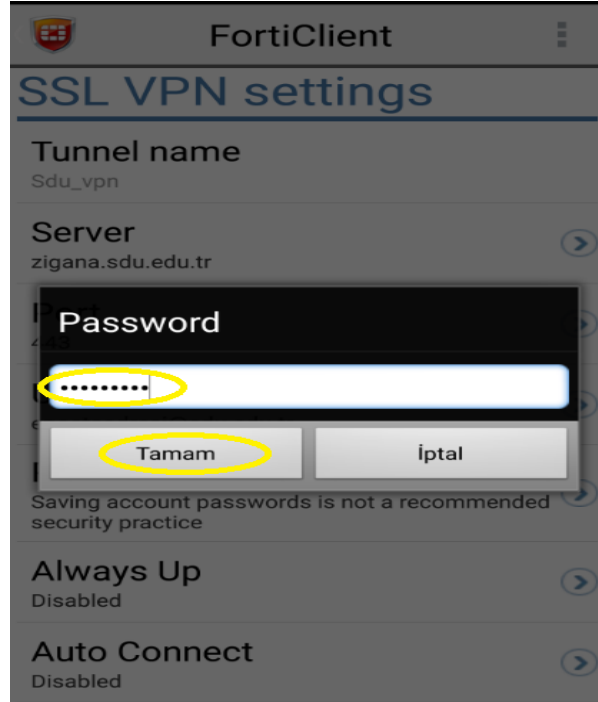 FortiClient
SSL VPN settings
Tunnel name
Sdu_vpn
Server
zigana.sdu.edu.tr
Password
•••••••••
Tamam
İptal
Saving account passwords is not a recommended
security practice
Always Up
Disabled
Auto Connect
Disabled